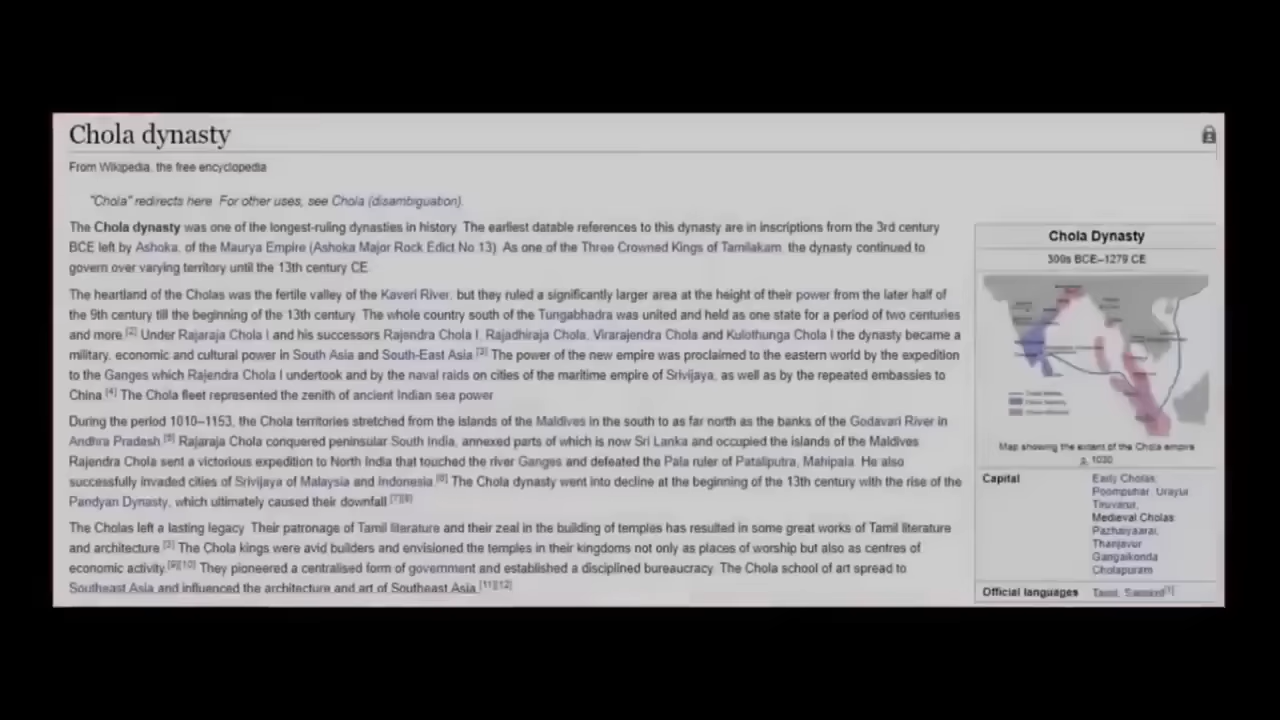 Chola dynasty
From Wikipedia, the free encyclopedia
"Chola" redirects here. For other uses, see Chola (disambiguation).
The Chola dynasty was one of the longest-ruling dynasties in history. The earliest datable references to this dynasty are in inscriptions from the 3rd century
BCE left by Ashoka, of the Maurya Empire (Ashoka Major Rock Edict No.13). As one of the Three Crowned Kings of Tamilakam, the dynasty continued to
govern over varying territory until the 13th century CE.
The heartland of the Cholas was the fertile valley of the Kaveri River, but they ruled a significantly larger area at the height of their power from the later half of
the 9th century till the beginning of the 13th century. The whole country south of the Tungabhadra was united and held as one state for a period of two centuries
and more.[2] Under Rajaraja Chola I and his successors Rajendra Chola I, Rajadhiraja Chola, Virarajendra Chola and Kulothunga Chola I the dynasty became a
military, economic and cultural power in South Asia and South-East Asia.[3] The power of the new empire was proclaimed to the eastern world by the expedition
to the Ganges which Rajendra Chola I undertook and by the naval raids on cities of the maritime empire of Srivijaya, as well as by the repeated embassies to
China.[4] The Chola fleet represented the zenith of ancient Indian sea power.
During the period 1010–1153, the Chola territories stretched from the islands of the Maldives in the south to as far north as the banks of the Godavari River in
Andhra Pradesh.[5] Rajaraja Chola conquered peninsular South India, annexed parts of which is now Sri Lanka and occupied the islands of the Maldives.
Rajendra Chola sent a victorious expedition to North India that touched the river Ganges and defeated the Pala ruler of Pataliputra, Mahipala. He also
successfully invaded cities of Srivijaya of Malaysia and Indonesia.[6] The Chola dynasty went into decline at the beginning of the 13th century with the rise of the
Pandyan Dynasty, which ultimately caused their downfall.[7][8]
The Cholas left a lasting legacy. Their patronage of Tamil literature and their zeal in the building of temples has resulted in some great works of Tamil literature
and architecture.[3] The Chola kings were avid builders and envisioned the temples in their kingdoms not only as places of worship but also as centres of
economic activity.[9][10] They pioneered a centralised form of government and established a disciplined bureaucracy. The Chola school of art spread to
Southeast Asia and influenced the architecture and art of Southeast Asia.[11][12]
Chola Dynasty
300s BCE–1279 CE
Map showing the extent of the Chola empire
c. 1030
Capital
Early Cholas:
Poompuhar, Urayur,
Tiruvarur,
Medieval Cholas:
Pazhaiyaarai,
Thanjavur
Gangaikonda
Cholapuram
Official languages Tamil, Sanskrit[1]